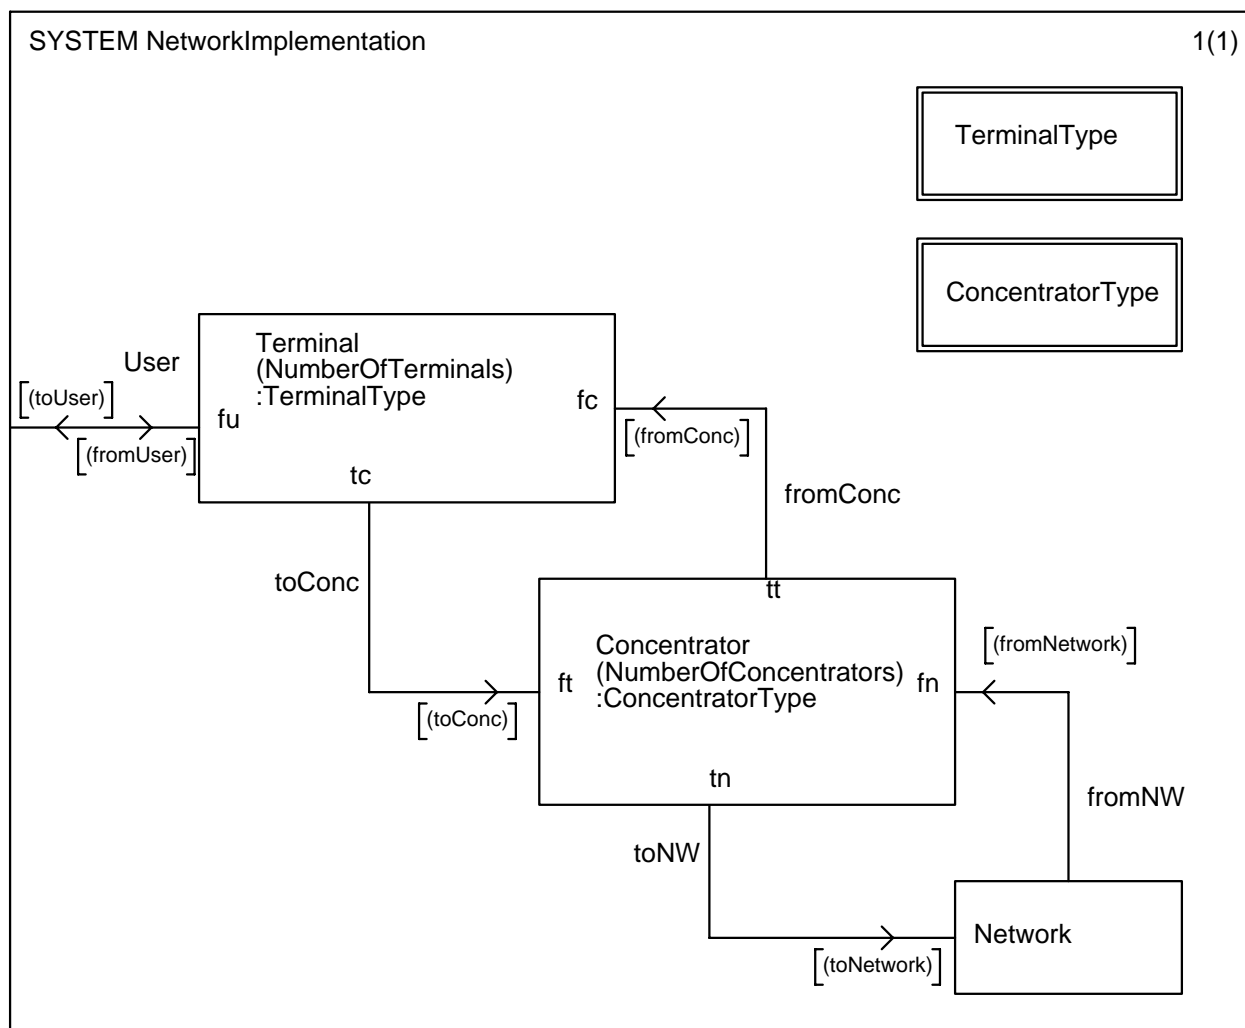 SYSTEM NetworkImplementation
1(1)
TerminalType
ConcentratorType
User
Terminal
(NumberOfTerminals)
:TerminalType
[(toUser)]
fu
fc
[(fromUser)]
[(fromConc)]
tc
fromConc
toConc
tt
Concentrator
(NumberOfConcentrators)
:ConcentratorType
[(fromNetwork)]
ft
fn
[(toConc)]
tn
fromNW
toNW
Network
[(toNetwork)]